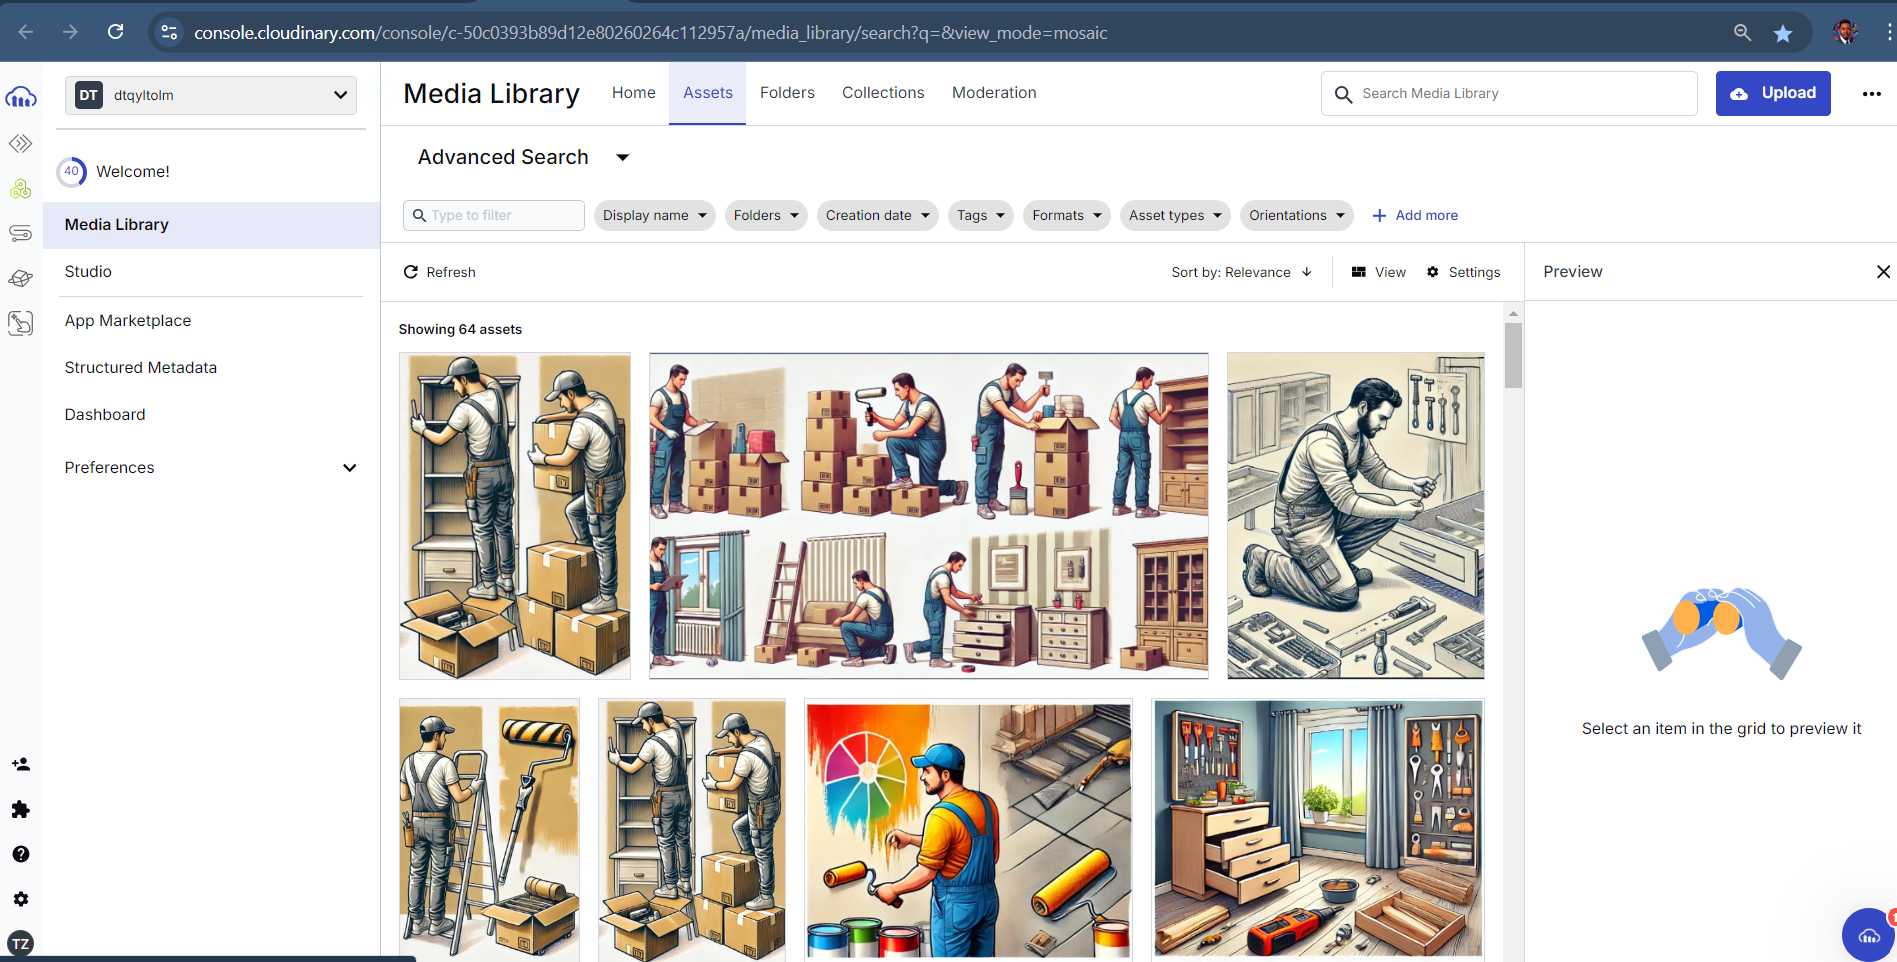 console.cloudinary.com/console/c-50c0393b89d12e80260264c112957a/media_library/search?q=&view_mode=mosaic
DT dtqyltolm
Media Library Home Assets Folders Collections Moderation
Search Media Library
Upload
40 Welcome!
Media Library
Studio
App Marketplace
Structured Metadata
Dashboard
Preferences
TZ
Advanced Search
Type to filter Display name Folders Creation date Tags Formats Asset types Orientations Add more
Refresh Sort by: Relevance View Settings
Showing 64 assets
Preview
Select an item in the grid to preview it